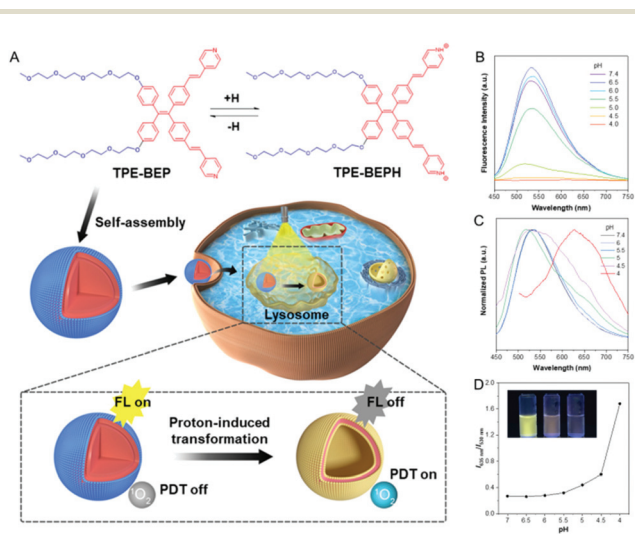 A
+H
-H
TPE-BEP
TPE-BEPH
Self-assembly
Lysosome
FL on
Proton-induced
transformation
FL off
PDT off
PDT on
¹O₂
¹O₂
B
Fluorescence Intensity (a.u.)
pH
7.4
6.5
6.0
5.5
5.0
4.5
4.0
450 500 550 600 650 700 750
Wavelength (nm)
C
Normalized PL (a.u.)
pH
7.4
6
5.5
5
4.5
4
450 500 550 600 650 700 750
Wavelength (nm)
D
2.0
1.6
1.2
0.8
0.4
0.0
7 6.5 6 5.5 5 4.5 4
pH